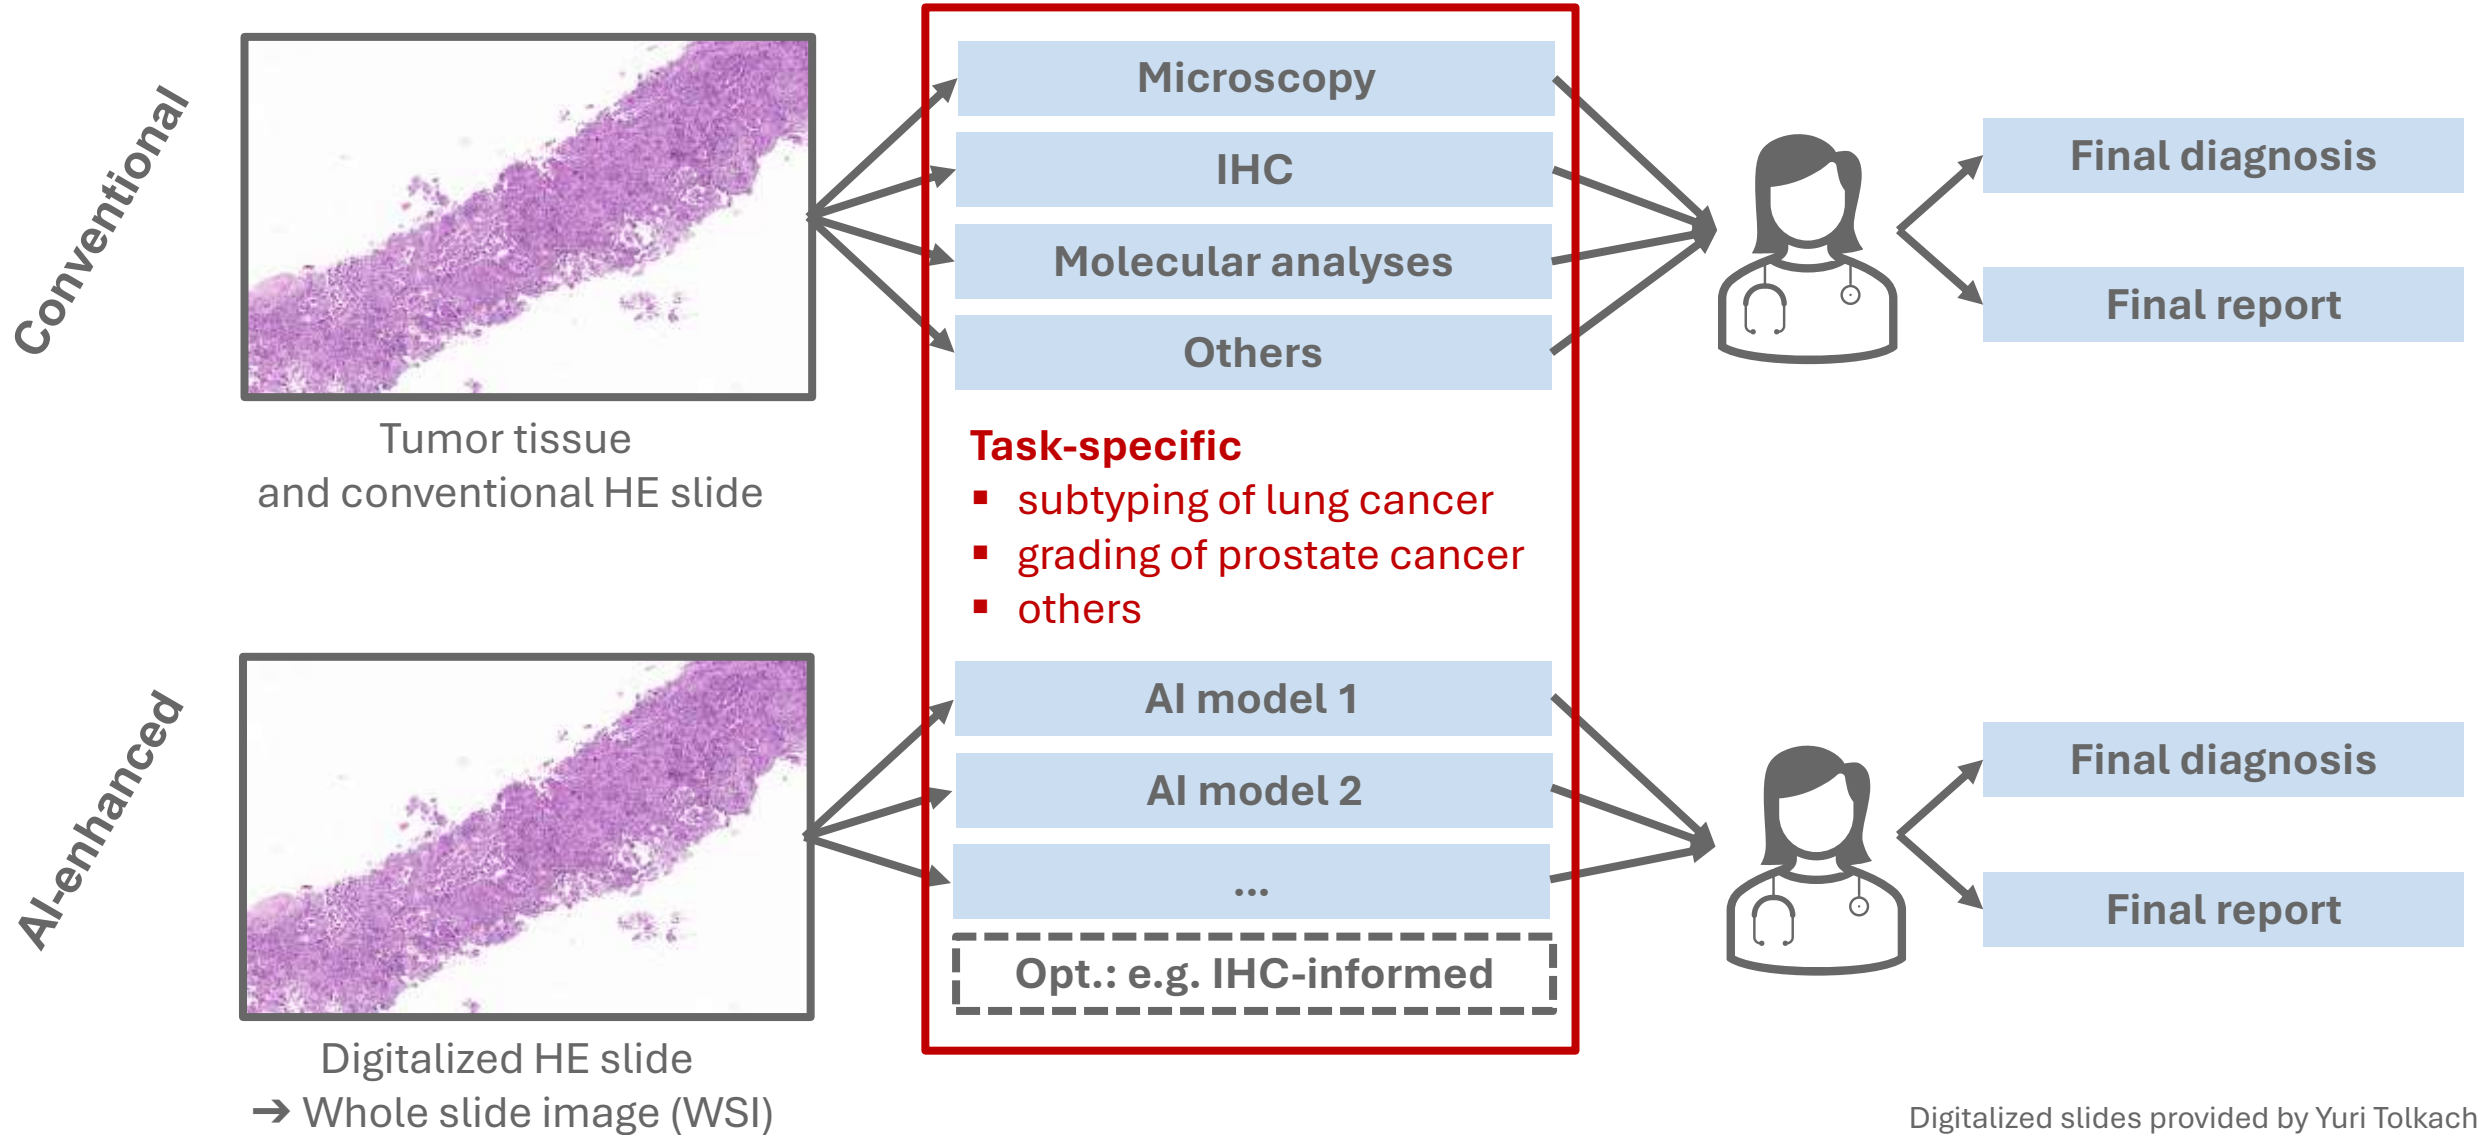 Conventional
Tumor tissue
and conventional HE slide
Microscopy
IHC
Molecular analyses
Others
Final diagnosis
Final report
Task-specific
▪ subtyping of lung cancer
▪ grading of prostate cancer
▪ others
AI-enhanced
Digitalized HE slide
➔ Whole slide image (WSI)
AI model 1
AI model 2
...
Opt.: e.g. IHC-informed
Final diagnosis
Final report
Digitalized slides provided by Yuri Tolkach